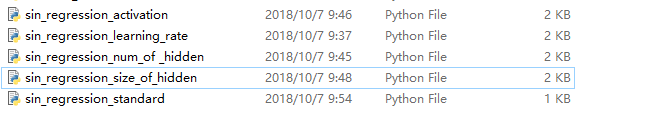 sin_regression_activation 2018/10/7 9:46 Python File 2 KB
sin_regression_learning_rate 2018/10/7 9:37 Python File 2 KB
sin_regression_num_of _hidden 2018/10/7 9:45 Python File 2 KB
sin_regression_size_of_hidden 2018/10/7 9:48 Python File 2 KB
sin_regression_standard 2018/10/7 9:54 Python File 1 KB